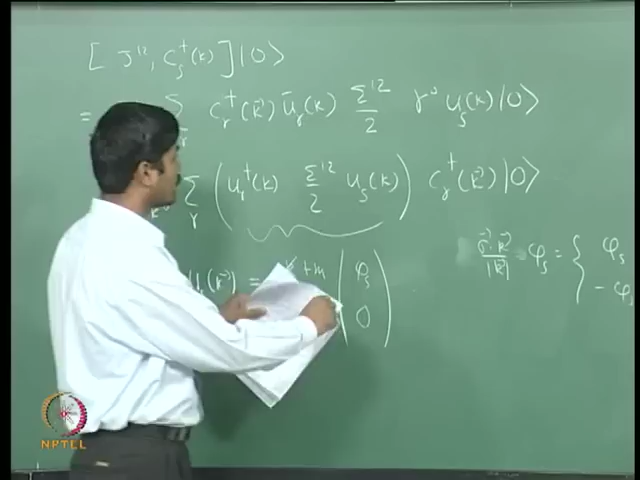 [ J¹², C_s†(k) ] |0>
= Σ C_r†(k⃗) ū_r(k) Σ¹²/2 γ⁰ u_s(k) |0>
Σ_r ( u_r†(k) Σ¹²/2 u_s(k) ) C_r†(k⃗) |0>
σ⃗·k⃗/|k⃗| φ_s = { φ_s
- φ_s
(k⃗) = k̸ + m ( φ_s
0 )
NPTEL